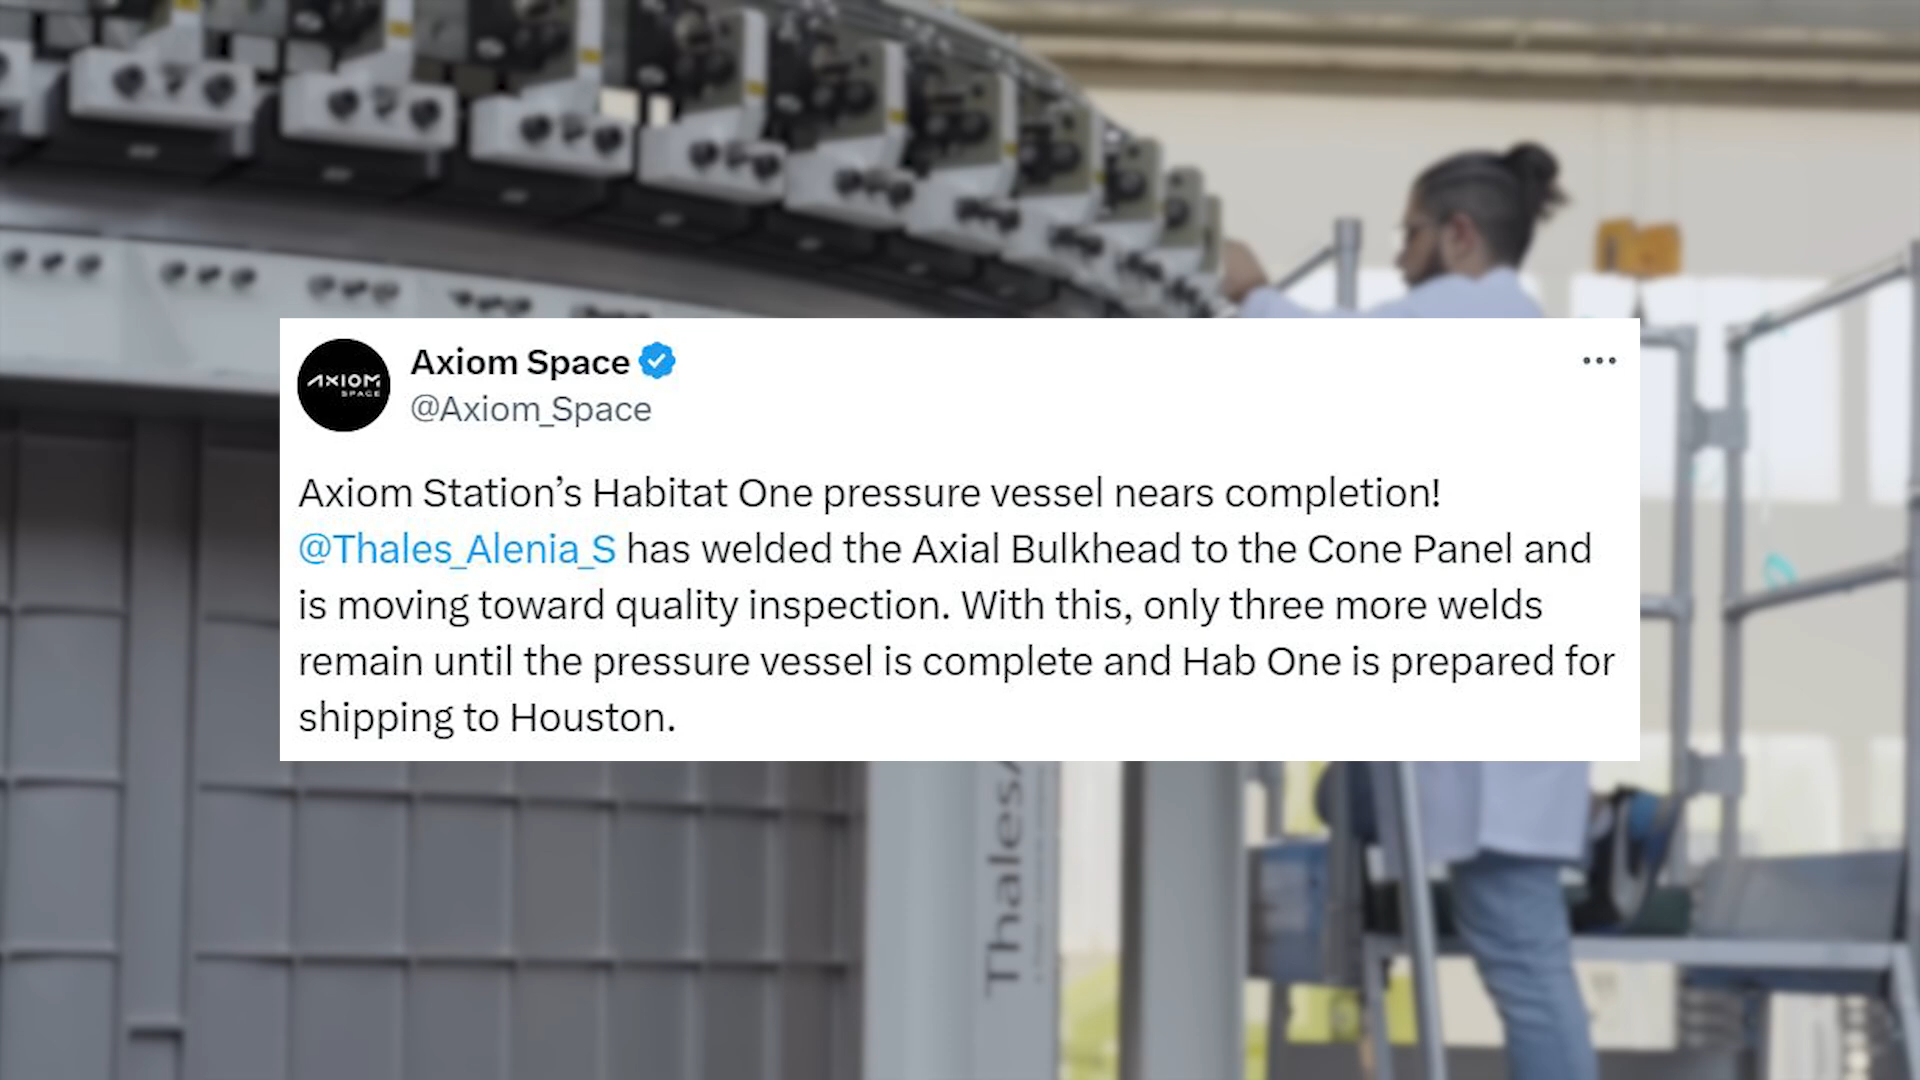 AXIOM
SPACE
Axiom Space
@Axiom_Space
Axiom Station’s Habitat One pressure vessel nears completion!
@Thales_Alenia_S has welded the Axial Bulkhead to the Cone Panel and
is moving toward quality inspection. With this, only three more welds
remain until the pressure vessel is complete and Hab One is prepared for
shipping to Houston.
Thales